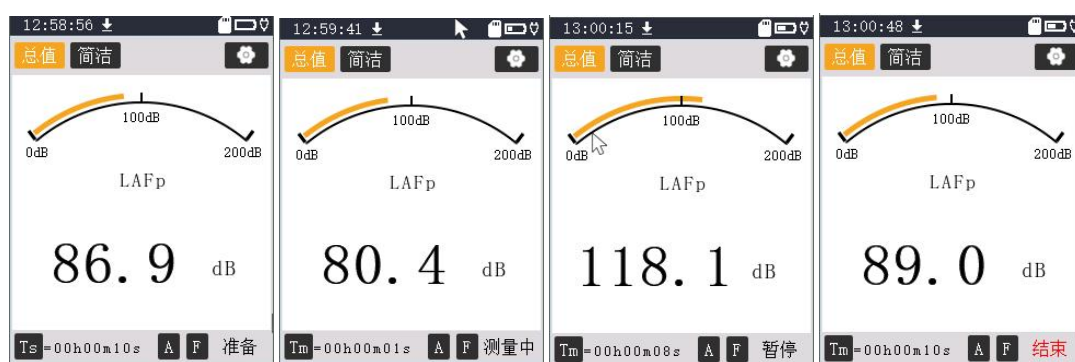 12:58:56
总值 简洁
100dB
0dB 200dB
LAFp
86.9 dB
Ts=00h00m10s A F 准备
12:59:41
总值 简洁
100dB
0dB 200dB
LAFp
80.4 dB
Tm=00h00m01s A F 测量中
13:00:15
总值 简洁
100dB
0dB 200dB
LAFp
118.1 dB
Tm=00h00m08s A F 暂停
13:00:48
总值 简洁
100dB
0dB 200dB
LAFp
89.0 dB
Tm=00h00m10s A F 结束